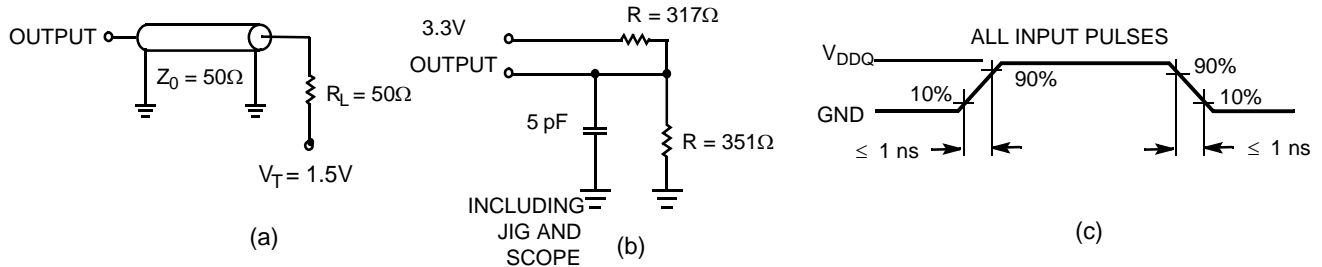 OUTPUT
Z0 = 50Ω
RL = 50Ω
VT = 1.5V
(a)
R = 317Ω
3.3V
OUTPUT
5 pF
R = 351Ω
INCLUDING
JIG AND
SCOPE
(b)
ALL INPUT PULSES
VDDQ
GND
10%
90%
90%
10%
≤ 1 ns
≤ 1 ns
(c)